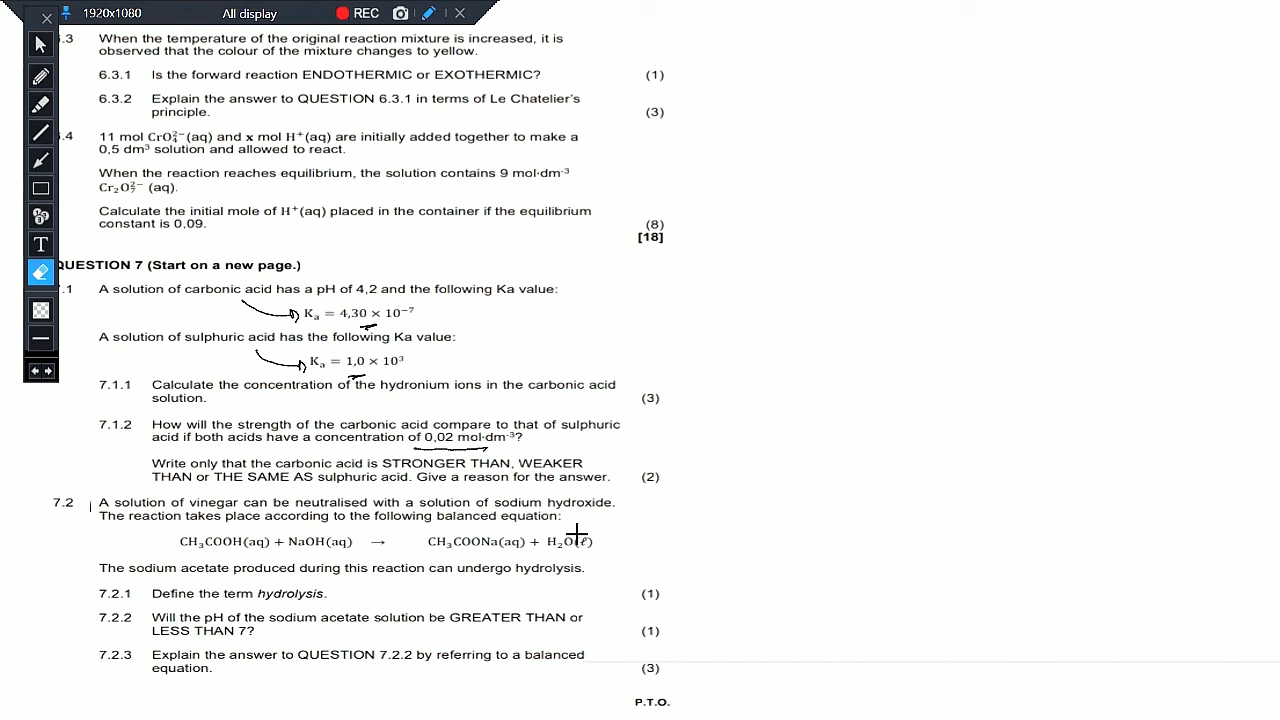 1920x1080 All display REC
.3 When the temperature of the original reaction mixture is increased, it is
observed that the colour of the mixture changes to yellow.
6.3.1 Is the forward reaction ENDOTHERMIC or EXOTHERMIC? (1)
6.3.2 Explain the answer to QUESTION 6.3.1 in terms of Le Chatelier's
principle. (3)
.4 11 mol CrO₄²⁻(aq) and x mol H⁺(aq) are initially added together to make a
0,5 dm³ solution and allowed to react.
When the reaction reaches equilibrium, the solution contains 9 mol·dm⁻³
Cr₂O₇²⁻ (aq).
Calculate the initial mole of H⁺(aq) placed in the container if the equilibrium
constant is 0,09. (8)
[18]
QUESTION 7 (Start on a new page.)
.1 A solution of carbonic acid has a pH of 4,2 and the following Ka value:
Kₐ = 4,30 × 10⁻⁷
A solution of sulphuric acid has the following Ka value:
Kₐ = 1,0 × 10³
7.1.1 Calculate the concentration of the hydronium ions in the carbonic acid
solution. (3)
7.1.2 How will the strength of the carbonic acid compare to that of sulphuric
acid if both acids have a concentration of 0,02 mol·dm⁻³?
Write only that the carbonic acid is STRONGER THAN, WEAKER
THAN or THE SAME AS sulphuric acid. Give a reason for the answer. (2)
7.2 A solution of vinegar can be neutralised with a solution of sodium hydroxide.
The reaction takes place according to the following balanced equation:
CH₃COOH(aq) + NaOH(aq) → CH₃COONa(aq) + H₂O(ℓ)
The sodium acetate produced during this reaction can undergo hydrolysis.
7.2.1 Define the term hydrolysis. (1)
7.2.2 Will the pH of the sodium acetate solution be GREATER THAN or
LESS THAN 7? (1)
7.2.3 Explain the answer to QUESTION 7.2.2 by referring to a balanced
equation. (3)
P.T.O.